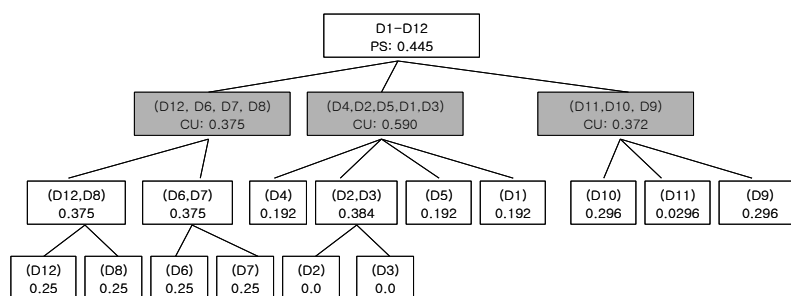 D1-D12
PS: 0.445
(D12, D6, D7, D8)
CU: 0.375
(D4,D2,D5,D1,D3)
CU: 0.590
(D11,D10, D9)
CU: 0.372
(D12,D8)
0.375
(D6,D7)
0.375
(D4)
0.192
(D2,D3)
0.384
(D5)
0.192
(D1)
0.192
(D10)
0.296
(D11)
0.0296
(D9)
0.296
(D12)
0.25
(D8)
0.25
(D6)
0.25
(D7)
0.25
(D2)
0.0
(D3)
0.0